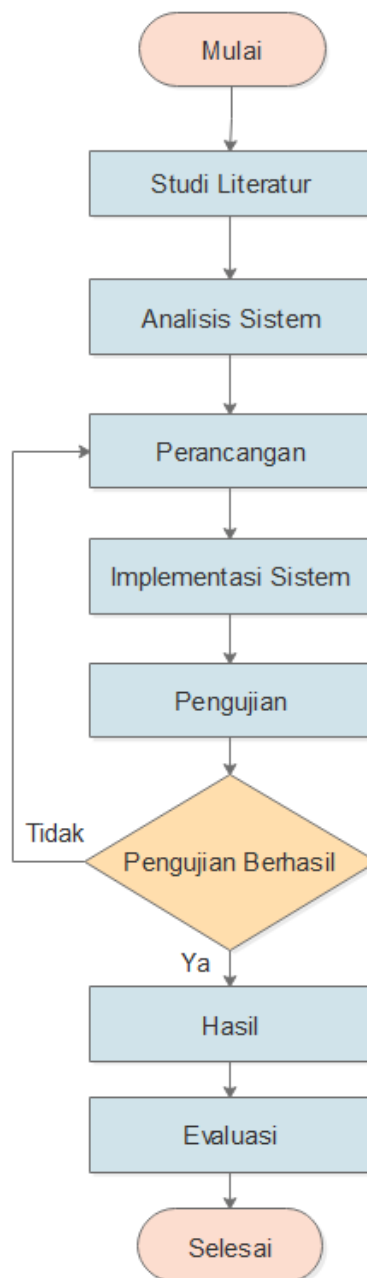 Mulai
Studi Literatur
Analisis Sistem
Perancangan
Implementasi Sistem
Pengujian
Tidak
Pengujian Berhasil
Ya
Hasil
Evaluasi
Selesai